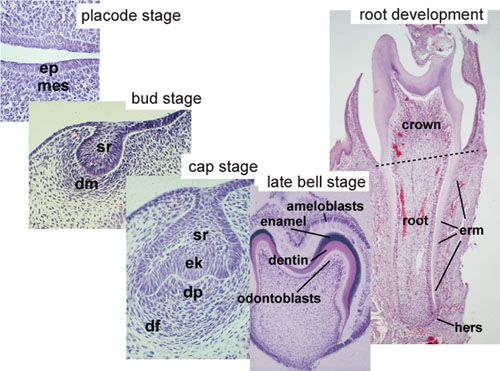 placode stage
ep
mes
bud stage
sr
dm
cap stage
sr
ek
dp
df
late bell stage
ameloblasts
enamel
dentin
odontoblasts
root development
crown
root
erm
hers